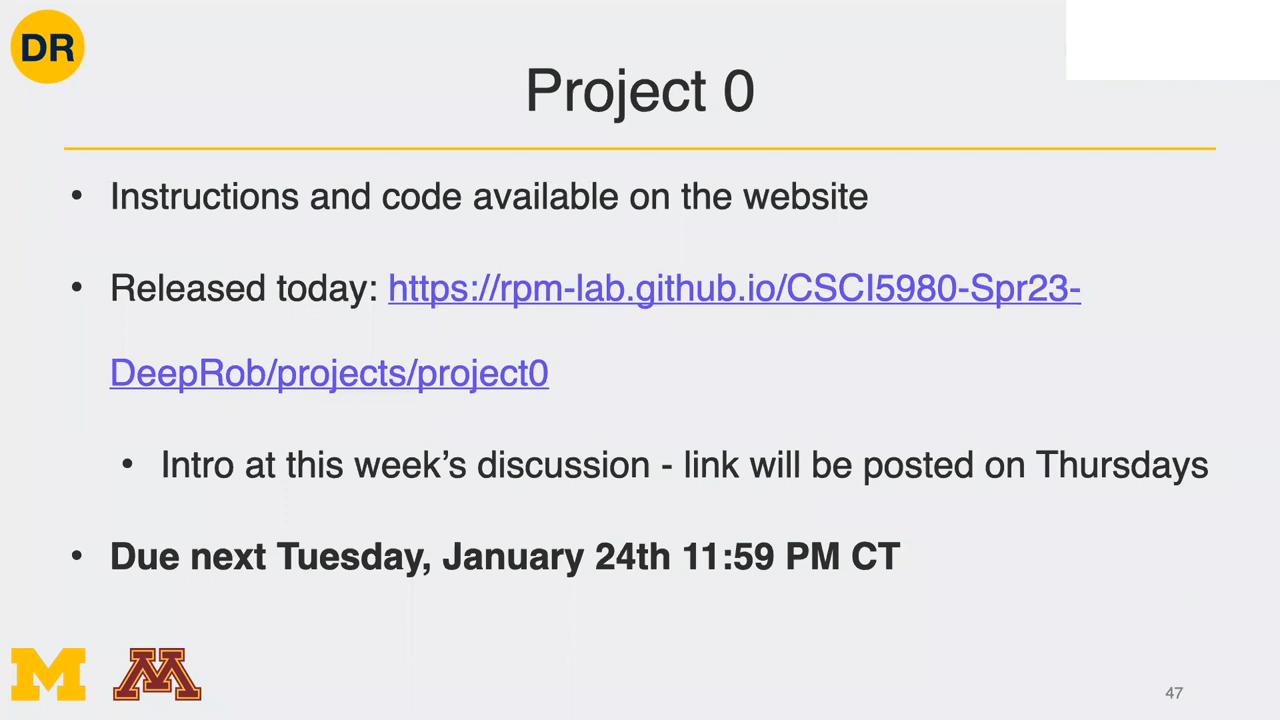 DR
Project 0
• Instructions and code available on the website
• Released today: https://rpm-lab.github.io/CSCI5980-Spr23-
DeepRob/projects/project0
• Intro at this week’s discussion - link will be posted on Thursdays
• Due next Tuesday, January 24th 11:59 PM CT
M M
47